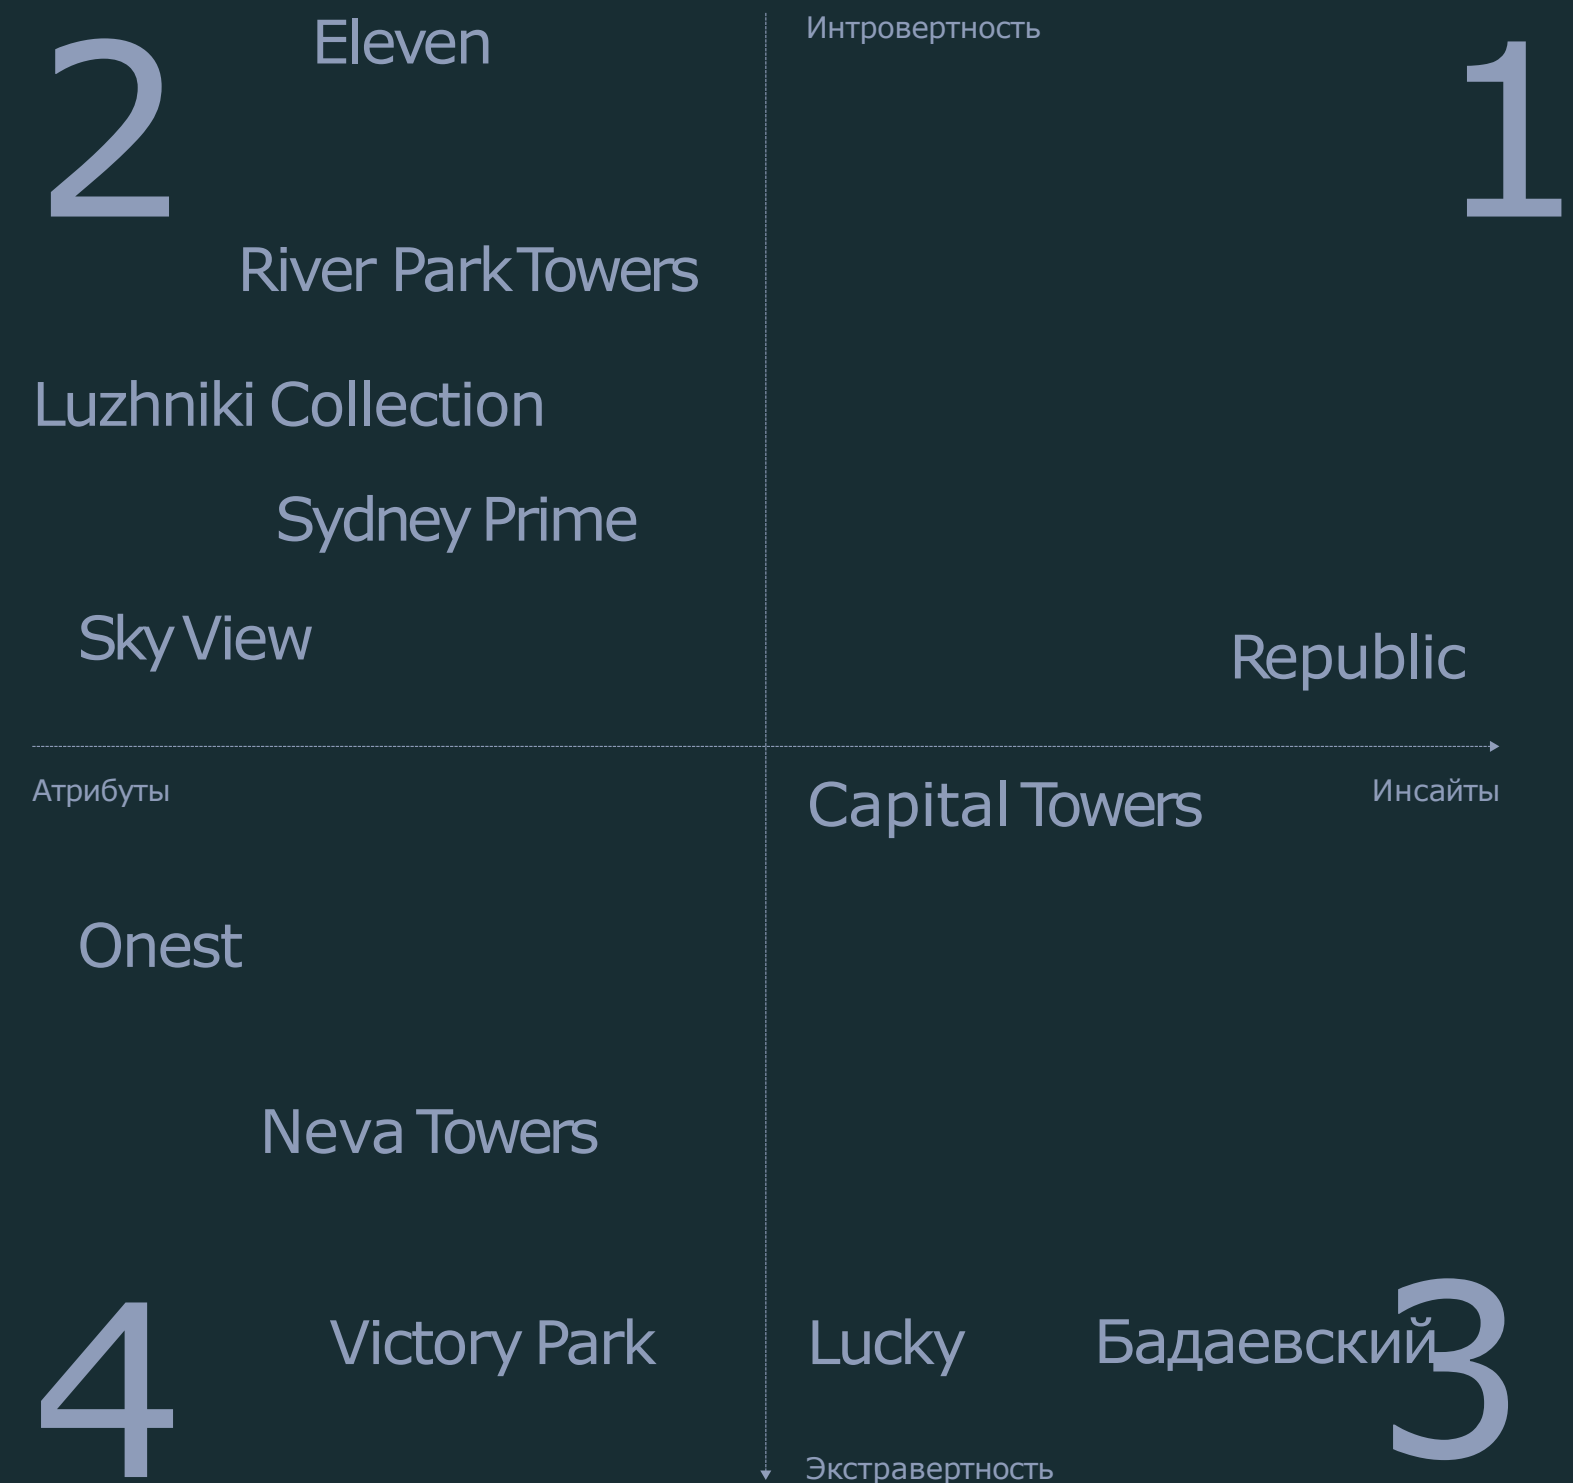 2
Eleven
Интровертность
1
River Park Towers
Luzhniki Collection
Sydney Prime
Sky View
Republic
Атрибуты
Capital Towers
Инсайты
Onest
Neva Towers
4
Victory Park
Lucky
Бадаевский
3
Экстравертность